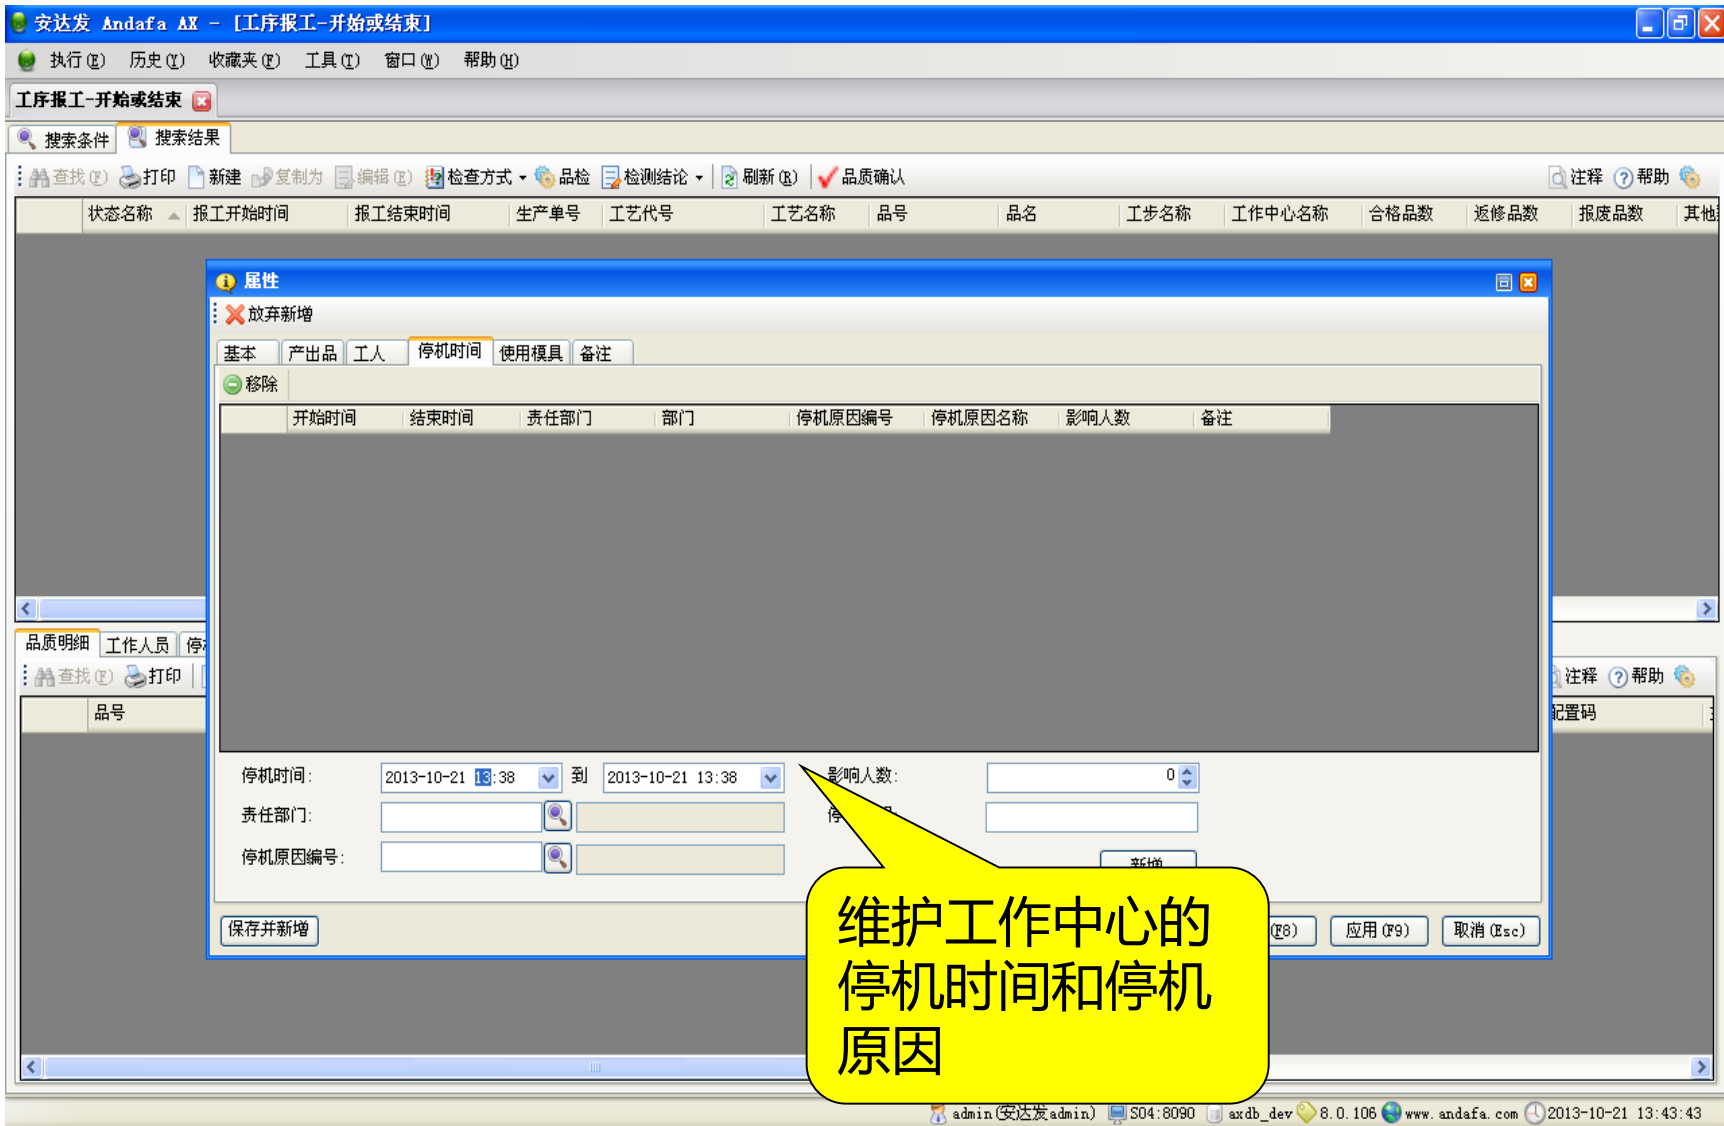 安达发 Andafa AX - [工序报工-开始或结束]
执行(E) 历史(Y) 收藏夹(F) 工具(T) 窗口(W) 帮助(H)
工序报工-开始或结束
搜索条件 搜索结果
查找(F) 打印 新建 复制为 编辑(E) 检查方式 品检 检测结论 刷新(R) 品质确认 注释 帮助
状态名称 报工开始时间 报工结束时间 生产单号 工艺代号 工艺名称 品号 品名 工步名称 工作中心名称 合格品数 返修品数 报废品数 其他
属性
放弃新增
基本 产出品 工人 停机时间 使用模具 备注
移除
开始时间 结束时间 责任部门 部门 停机原因编号 停机原因名称 影响人数 备注
品质明细 工作人员 停
查找(F) 打印 注释 帮助
品号 配置码
停机时间: 2013-10-21 13:38 到 2013-10-21 13:38 影响人数: 0
责任部门:
停机原因编号: 新增
保存并新增 (F8) 应用(F9) 取消(Esc)
维护工作中心的
停机时间和停机
原因
admin(安达发admin) S04:8090 axdb_dev 8.0.106 www.andafa.com 2013-10-21 13:43:43